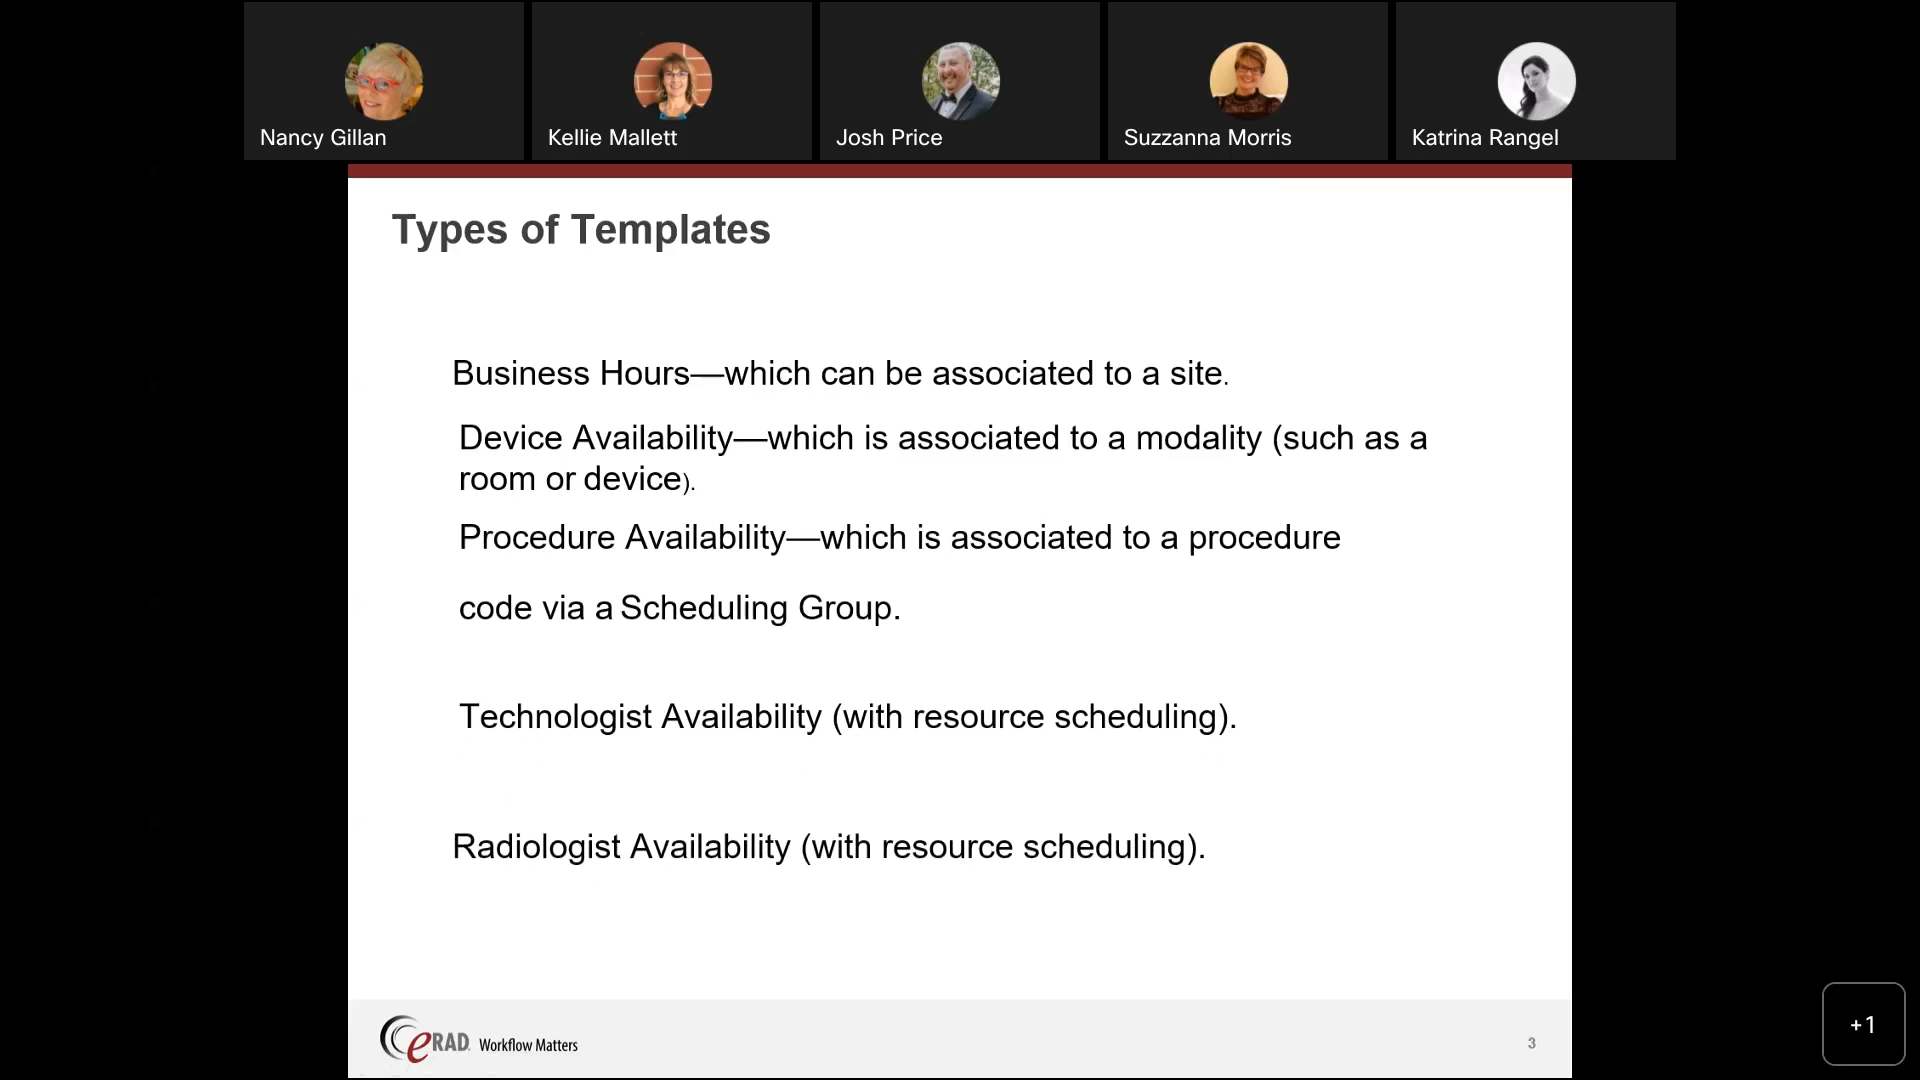 Nancy Gillan
Kellie Mallett
Josh Price
Suzzanna Morris
Katrina Rangel
Types of Templates
Business Hours—which can be associated to a site.
Device Availability—which is associated to a modality (such as a
room or device).
Procedure Availability—which is associated to a procedure
code via a Scheduling Group.
Technologist Availability (with resource scheduling).
Radiologist Availability (with resource scheduling).
eRAD Workflow Matters
3
+1